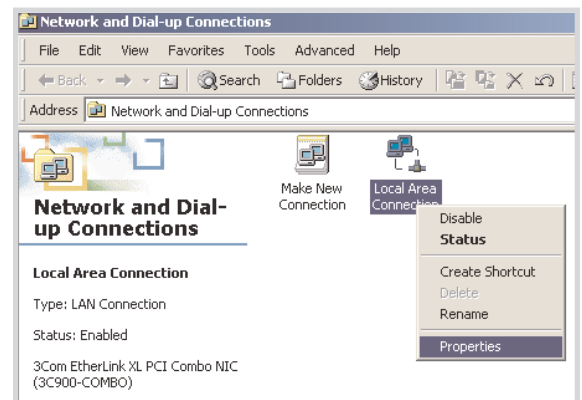 Network and Dial-up Connections
File Edit View Favorites Tools Advanced Help
Back Search Folders History
Address Network and Dial-up Connections
Make New
Connection
Local Area
Connection
Network and Dial-
up Connections
Local Area Connection
Type: LAN Connection
Status: Enabled
3Com EtherLink XL PCI Combo NIC
(3C900-COMBO)
Disable
Status
Create Shortcut
Delete
Rename
Properties